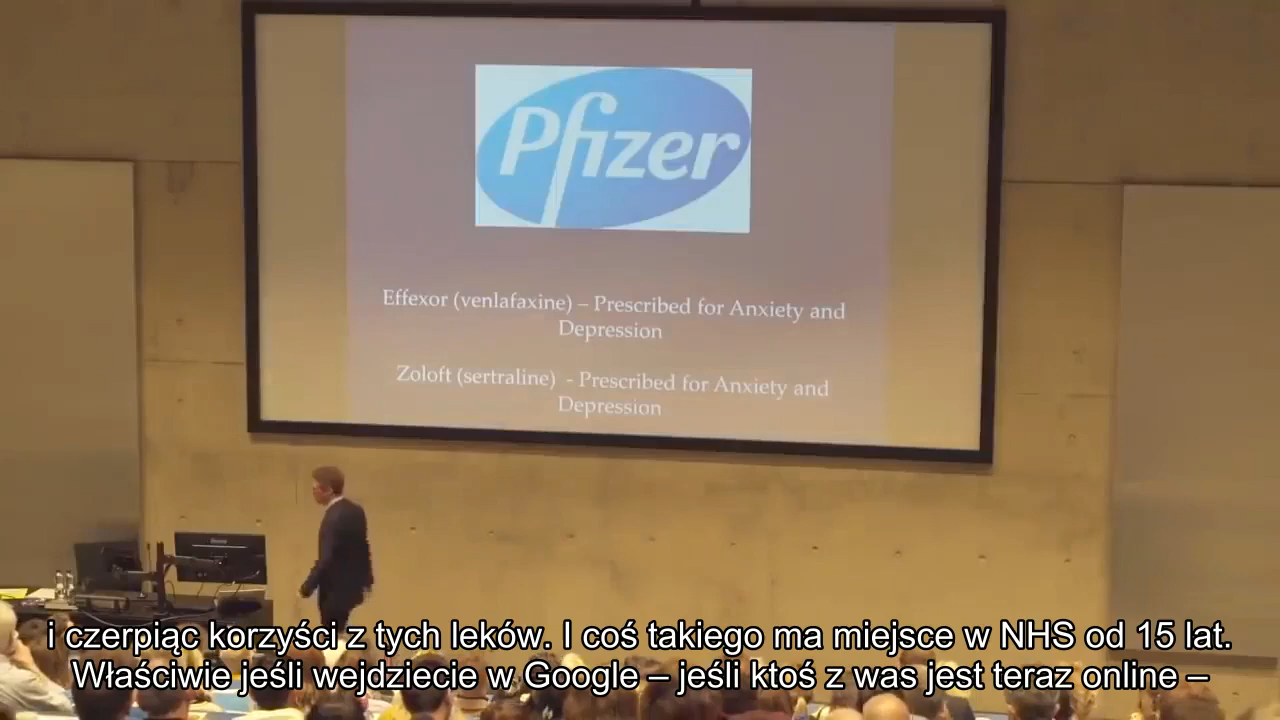 Pfizer
Effexor (venlafaxine) – Prescribed for Anxiety and
Depression
Zoloft (sertraline) - Prescribed for Anxiety and
Depression
i czerpiąc korzyści z tych leków. I coś takiego ma miejsce w NHS od 15 lat.
Właściwie jeśli wejdziecie w Google – jeśli ktoś z was jest teraz online –